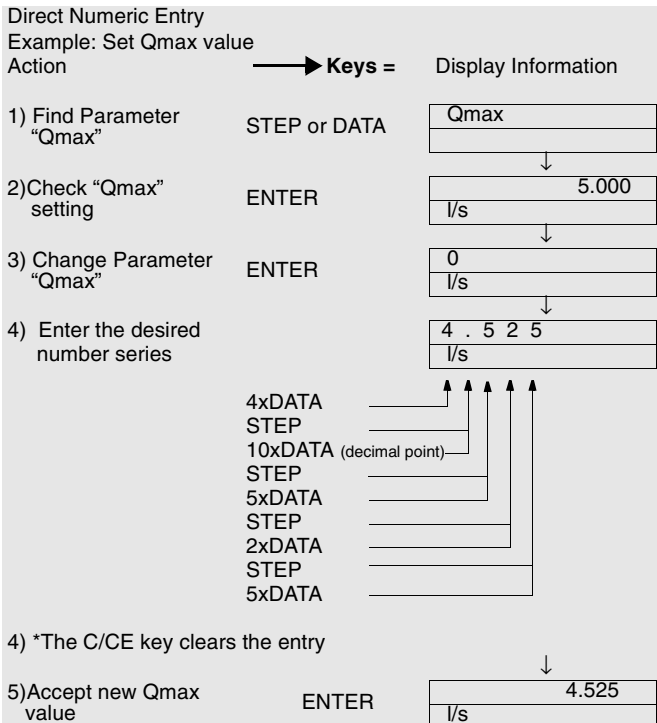 Direct Numeric Entry
Example: Set Qmax value
Action Keys = Display Information
1) Find Parameter STEP or DATA Qmax
“Qmax”
2)Check “Qmax” ENTER 5.000
setting l/s
3) Change Parameter ENTER 0
“Qmax” l/s
4) Enter the desired 4 . 5 2 5
number series l/s
4xDATA
STEP
10xDATA (decimal point)
STEP
5xDATA
STEP
2xDATA
STEP
5xDATA
4) *The C/CE key clears the entry
5)Accept new Qmax ENTER 4.525
value l/s